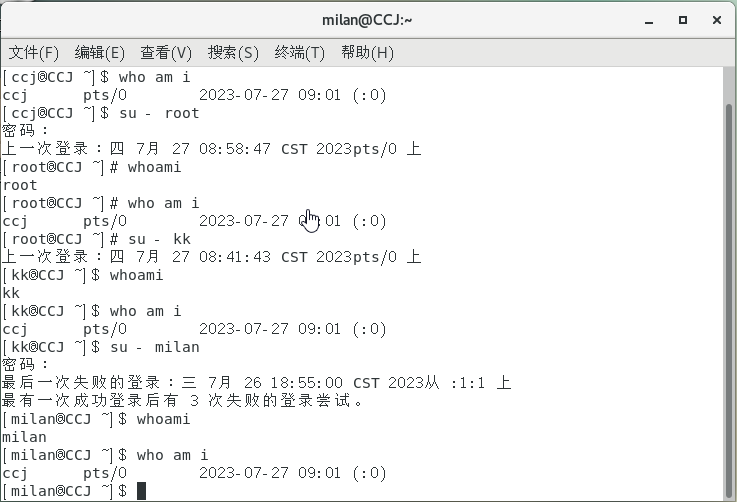 milan@CCJ:~
文件(F) 编辑(E) 查看(V) 搜索(S) 终端(T) 帮助(H)
[ccj@CCJ ~]$ who am i
ccj pts/0 2023-07-27 09:01 (:0)
[ccj@CCJ ~]$ su - root
密码：
上一次登录：四 7月 27 08:58:47 CST 2023pts/0 上
[root@CCJ ~]# whoami
root
[root@CCJ ~]# who am i
ccj pts/0 2023-07-27 09:01 (:0)
[root@CCJ ~]# su - kk
上一次登录：四 7月 27 08:41:43 CST 2023pts/0 上
[kk@CCJ ~]$ whoami
kk
[kk@CCJ ~]$ who am i
ccj pts/0 2023-07-27 09:01 (:0)
[kk@CCJ ~]$ su - milan
密码：
最后一次失败的登录：三 7月 26 18:55:00 CST 2023从 :1:1 上
最有一次成功登录后有 3 次失败的登录尝试。
[milan@CCJ ~]$ whoami
milan
[milan@CCJ ~]$ who am i
ccj pts/0 2023-07-27 09:01 (:0)
[milan@CCJ ~]$